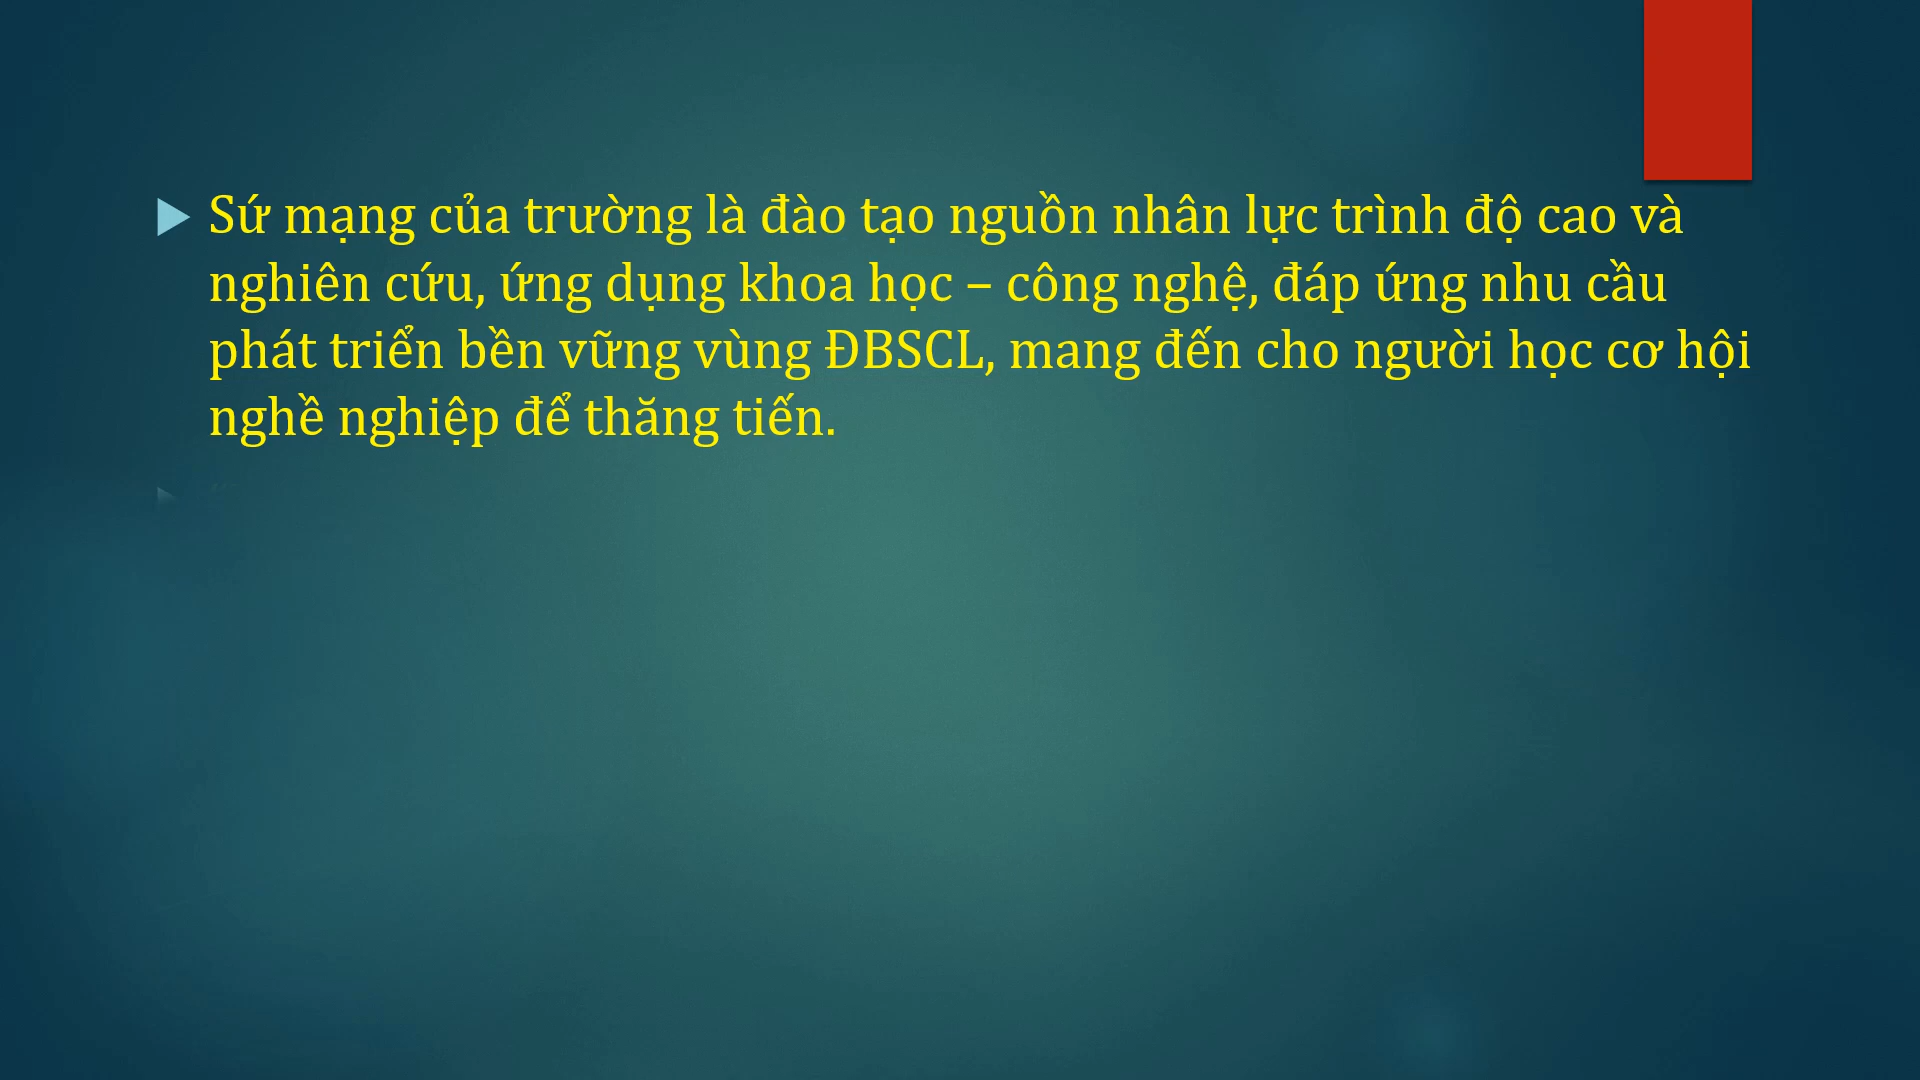 Sứ mạng của trường là đào tạo nguồn nhân lực trình độ cao và
nghiên cứu, ứng dụng khoa học – công nghệ, đáp ứng nhu cầu
phát triển bền vững vùng ĐBSCL, mang đến cho người học cơ hội
nghề nghiệp để thăng tiến.